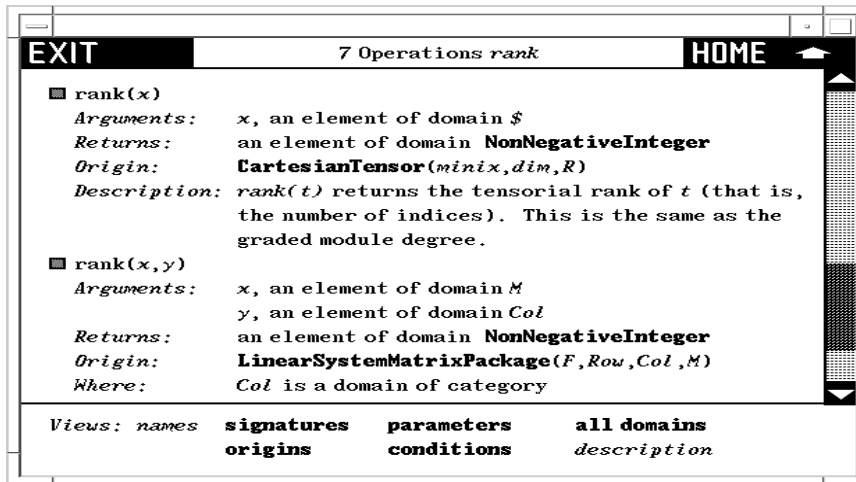 EXIT 7 Operations rank HOME
rank(x)
Arguments: x, an element of domain $
Returns: an element of domain NonNegativeInteger
Origin: CartesianTensor(minix,dim,R)
Description: rank(t) returns the tensorial rank of t (that is,
the number of indices). This is the same as the
graded module degree.
rank(x,y)
Arguments: x, an element of domain M
y, an element of domain Col
Returns: an element of domain NonNegativeInteger
Origin: LinearSystemMatrixPackage(F,Row,Col,M)
Where: Col is a domain of category
Views: names signatures parameters all domains
origins conditions description